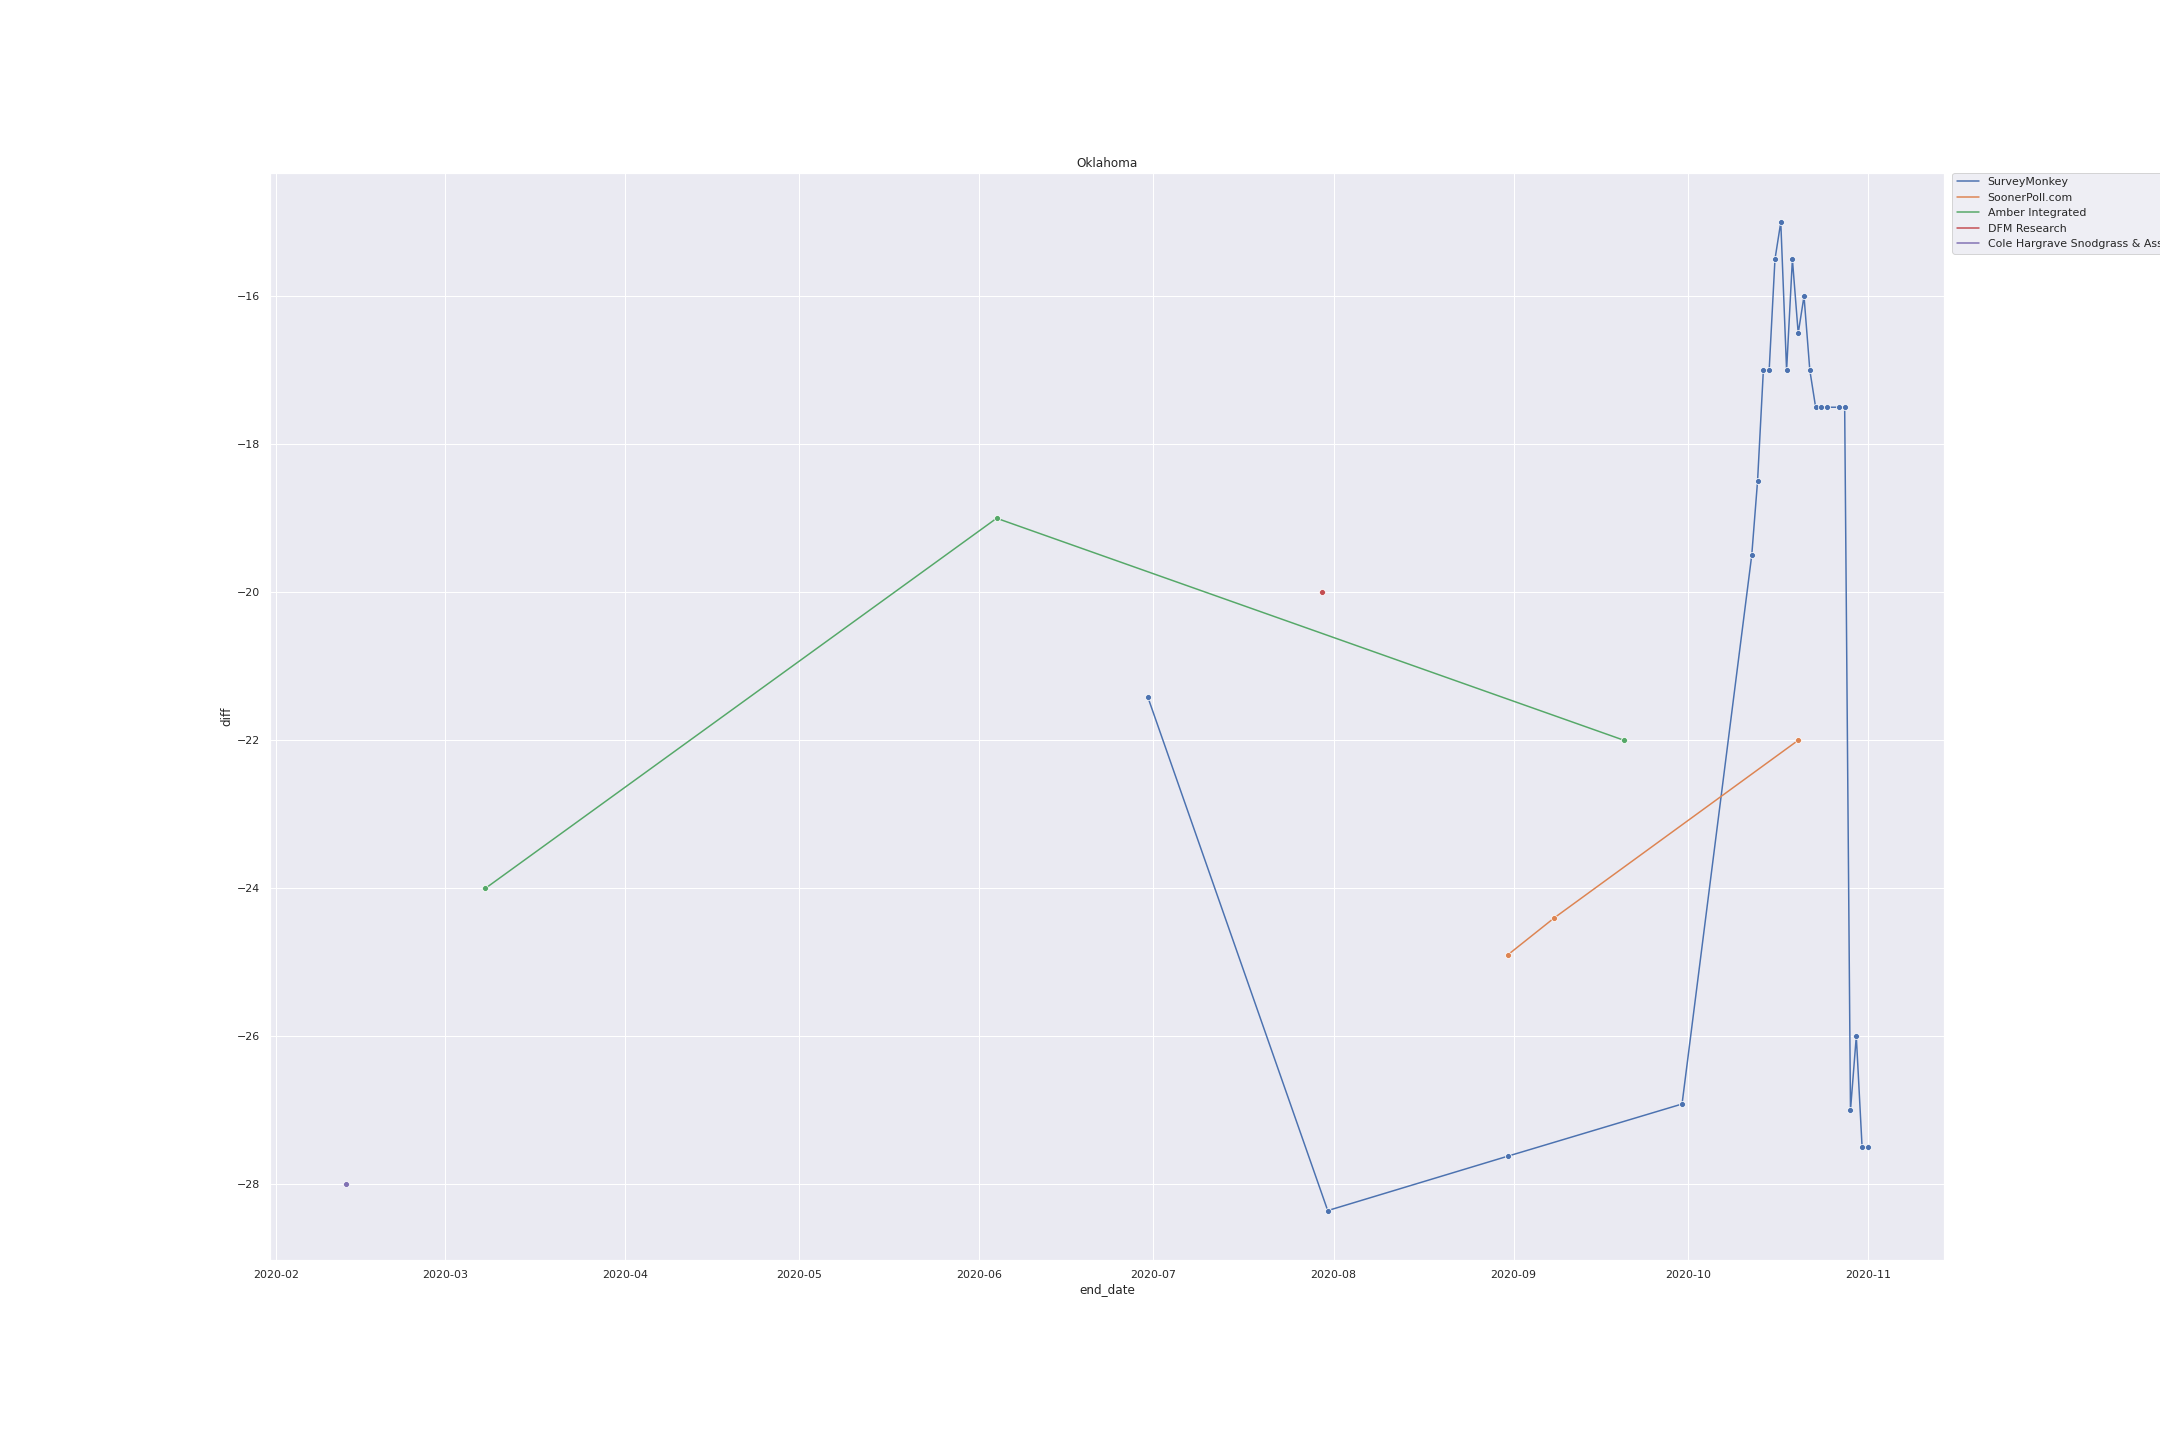 Oklahoma
SurveyMonkey
SoonerPoll.com
Amber Integrated
DFM Research
Cole Hargrave Snodgrass & Ass
−16
−18
−20
−22
−24
−26
−28
diff
2020-02 2020-03 2020-04 2020-05 2020-06 2020-07 2020-08 2020-09 2020-10 2020-11
end_date